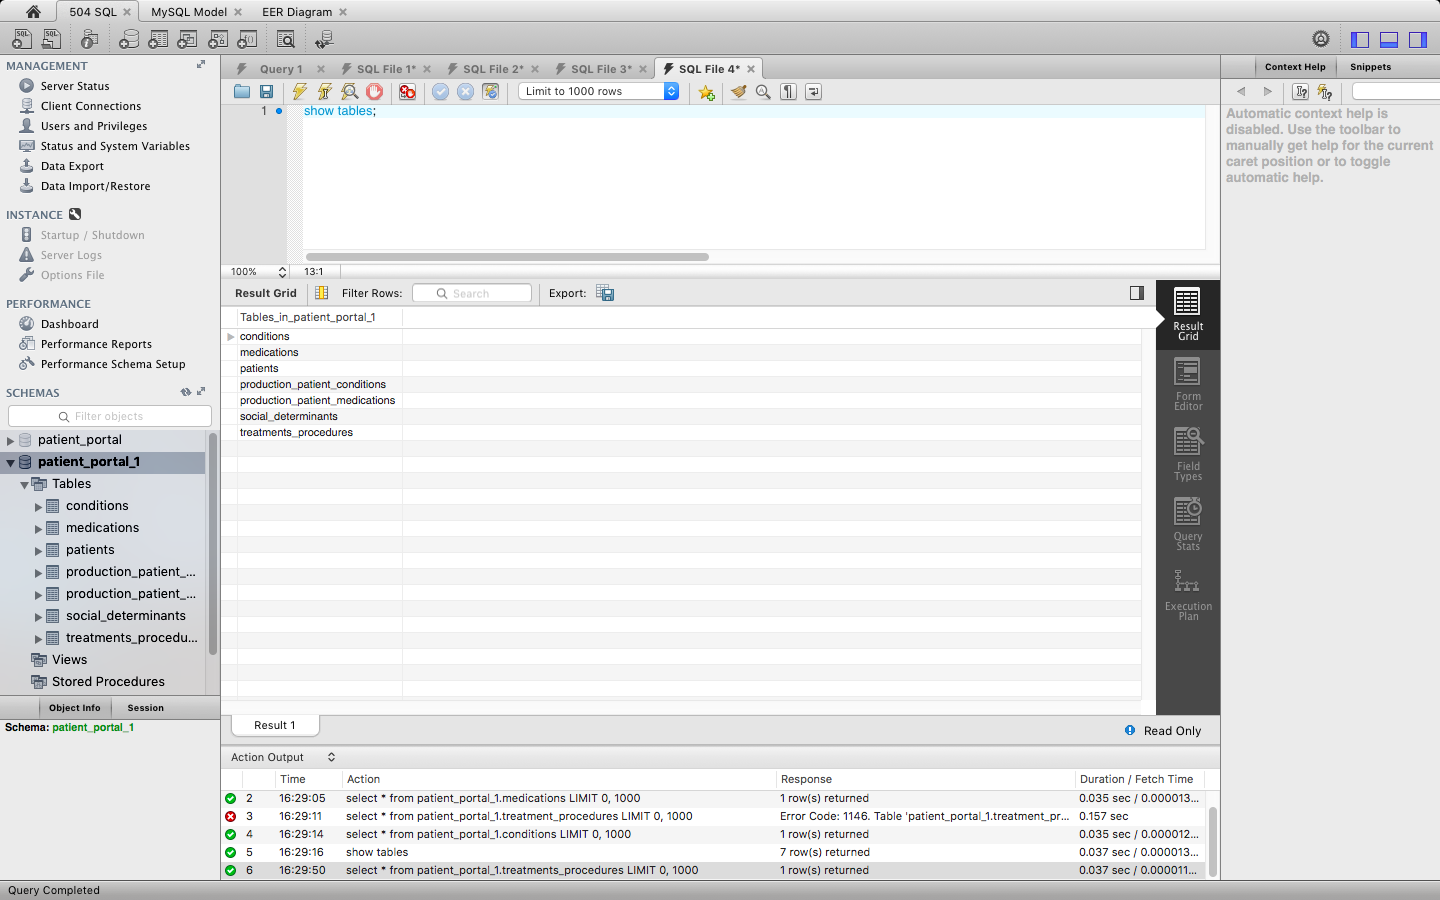 504 SQL
MySQL Model
EER Diagram
MANAGEMENT
Server Status
Client Connections
Users and Privileges
Status and System Variables
Data Export
Data Import/Restore
INSTANCE
Startup / Shutdown
Server Logs
Options File
PERFORMANCE
Dashboard
Performance Reports
Performance Schema Setup
SCHEMAS
Filter objects
patient_portal
patient_portal_1
Tables
conditions
medications
patients
production_patient_...
production_patient_...
social_determinants
treatments_procedu...
Views
Stored Procedures
Object Info Session
Schema: patient_portal_1
Query 1
SQL File 1*
SQL File 2*
SQL File 3*
SQL File 4*
Limit to 1000 rows
1 show tables;
100% 13:1
Result Grid Filter Rows: Search Export:
Tables_in_patient_portal_1
conditions
medications
patients
production_patient_conditions
production_patient_medications
social_determinants
treatments_procedures
Result
Grid
Form
Editor
Field
Types
Query
Stats
Execution
Plan
Result 1
Read Only
Action Output
Time Action Response Duration / Fetch Time
2 16:29:05 select * from patient_portal_1.medications LIMIT 0, 1000 1 row(s) returned 0.035 sec / 0.000013...
3 16:29:11 select * from patient_portal_1.treatment_procedures LIMIT 0, 1000 Error Code: 1146. Table 'patient_portal_1.treatment_pr... 0.157 sec
4 16:29:14 select * from patient_portal_1.conditions LIMIT 0, 1000 1 row(s) returned 0.035 sec / 0.000012...
5 16:29:16 show tables 7 row(s) returned 0.037 sec / 0.000013...
6 16:29:50 select * from patient_portal_1.treatments_procedures LIMIT 0, 1000 1 row(s) returned 0.037 sec / 0.000011...
Context Help Snippets
Automatic context help is
disabled. Use the toolbar to
manually get help for the current
caret position or to toggle
automatic help.
Query Completed